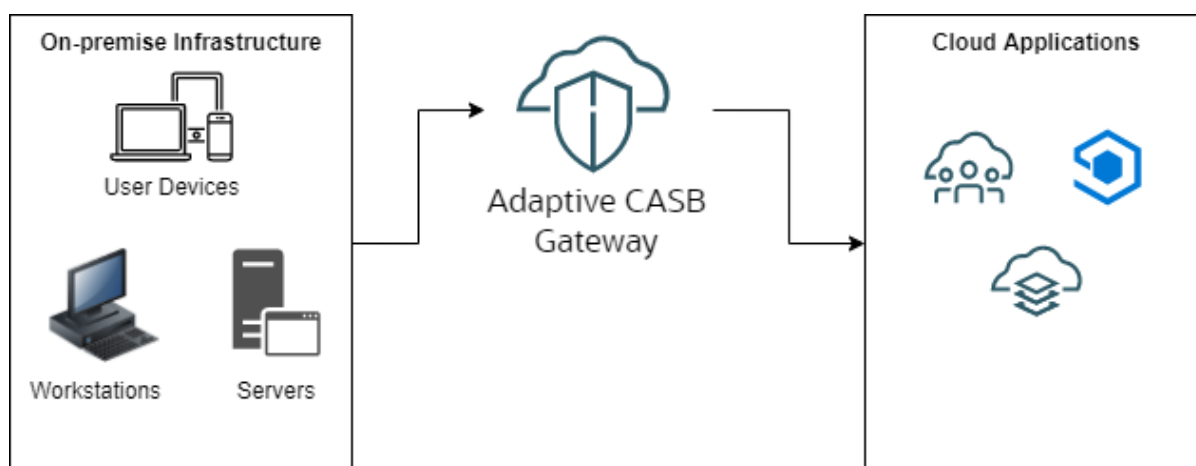 On-premise Infrastructure
User Devices
Workstations
Servers
Adaptive CASB
Gateway
Cloud Applications